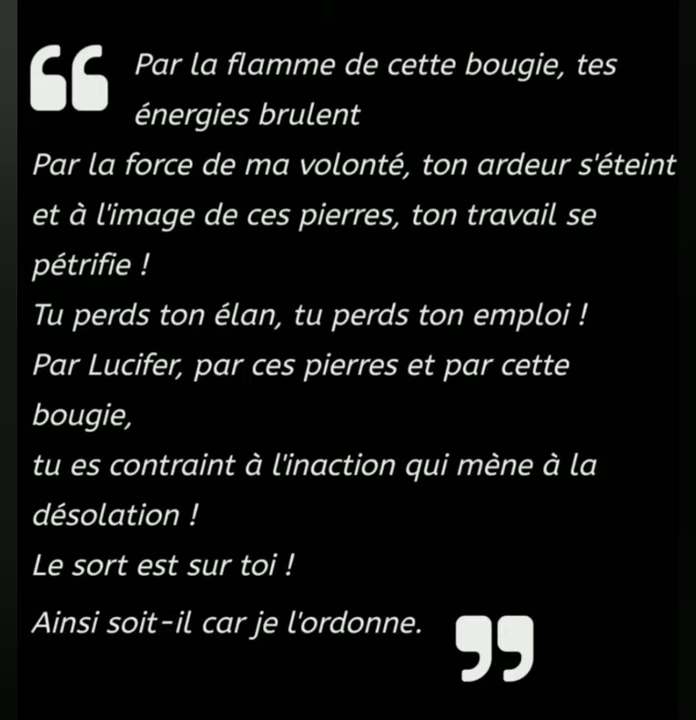 Par la flamme de cette bougie, tes
énergies brulent
Par la force de ma volonté, ton ardeur s'éteint
et à l'image de ces pierres, ton travail se
pétrifie !
Tu perds ton élan, tu perds ton emploi !
Par Lucifer, par ces pierres et par cette
bougie,
tu es contraint à l'inaction qui mène à la
désolation !
Le sort est sur toi !
Ainsi soit-il car je l'ordonne.